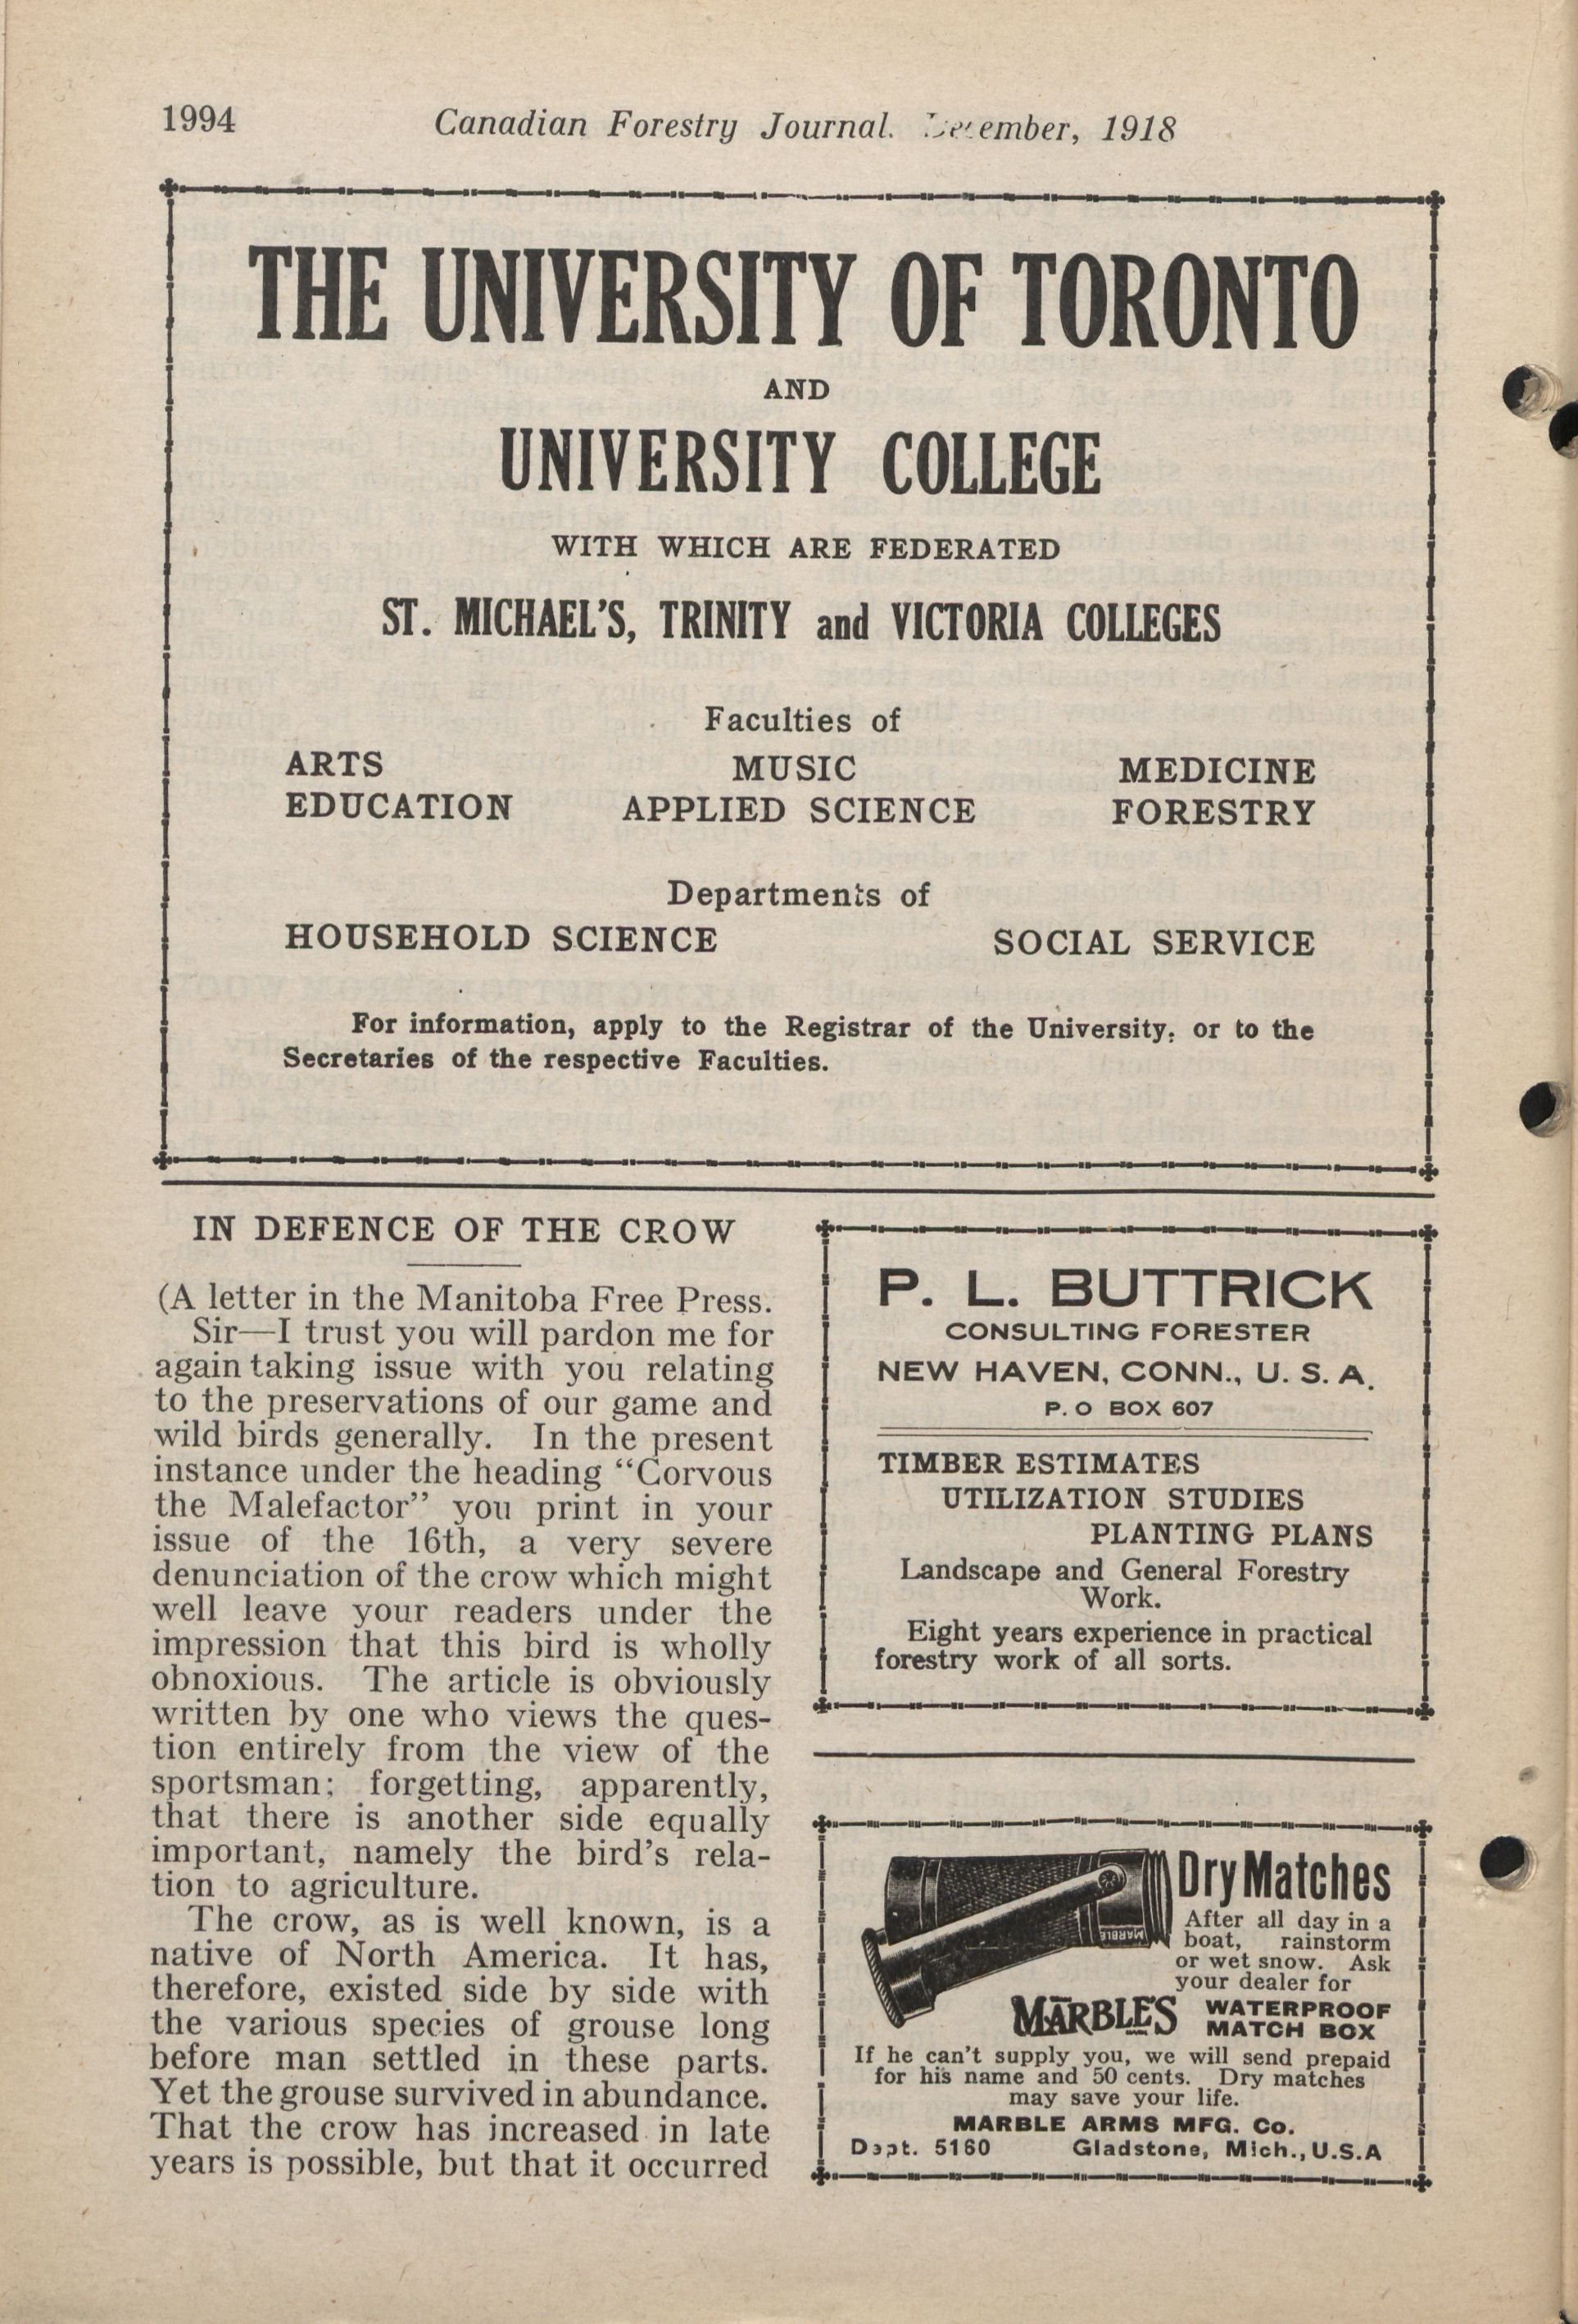 1994
Canadian Forestry Journal. December, 1918
THE UNIVERSITY OF TORONTO
AND
UNIVERSITY COLLEGE
WITH WHICH ARE FEDERATED
ST. MICHAEL'S, TRINITY and VICTORIA COLLEGES
Faculties of
ARTS MUSIC MEDICINE
EDUCATION APPLIED SCIENCE FORESTRY
Departments of
HOUSEHOLD SCIENCE SOCIAL SERVICE
For information, apply to the Registrar of the University, or to the
Secretaries of the respective Faculties.
IN DEFENCE OF THE CROW
(A letter in the Manitoba Free Press.
Sir—I trust you will pardon me for
again taking issue with you relating
to the preservations of our game and
wild birds generally. In the present
instance under the heading "Corvous
the Malefactor" you print in your
issue of the 16th, a very severe
denunciation of the crow which might
well leave your readers under the
impression that this bird is wholly
obnoxious. The article is obviously
written by one who views the ques-
tion entirely from the view of the
sportsman; forgetting, apparently,
that there is another side equally
important, namely the bird's rela-
tion to agriculture.
The crow, as is well known, is a
native of North America. It has,
therefore, existed side by side with
the various species of grouse long
before man settled in these parts.
Yet the grouse survived in abundance.
That the crow has increased in late
years is possible, but that it occurred
P. L. BUTTRICK
CONSULTING FORESTER
NEW HAVEN, CONN., U. S. A.
P. O BOX 607
TIMBER ESTIMATES
UTILIZATION STUDIES
PLANTING PLANS
Landscape and General Forestry
Work.
Eight years experience in practical
forestry work of all sorts.
Dry Matches
After all day in a
boat, rainstorm
or wet snow. Ask
your dealer for
MARBLE
MARBLE'S WATERPROOF
MATCH BOX
If he can't supply you, we will send prepaid
for his name and 50 cents. Dry matches
may save your life.
MARBLE ARMS MFG. Co.
Dept. 5160 Gladstone, Mich., U.S.A